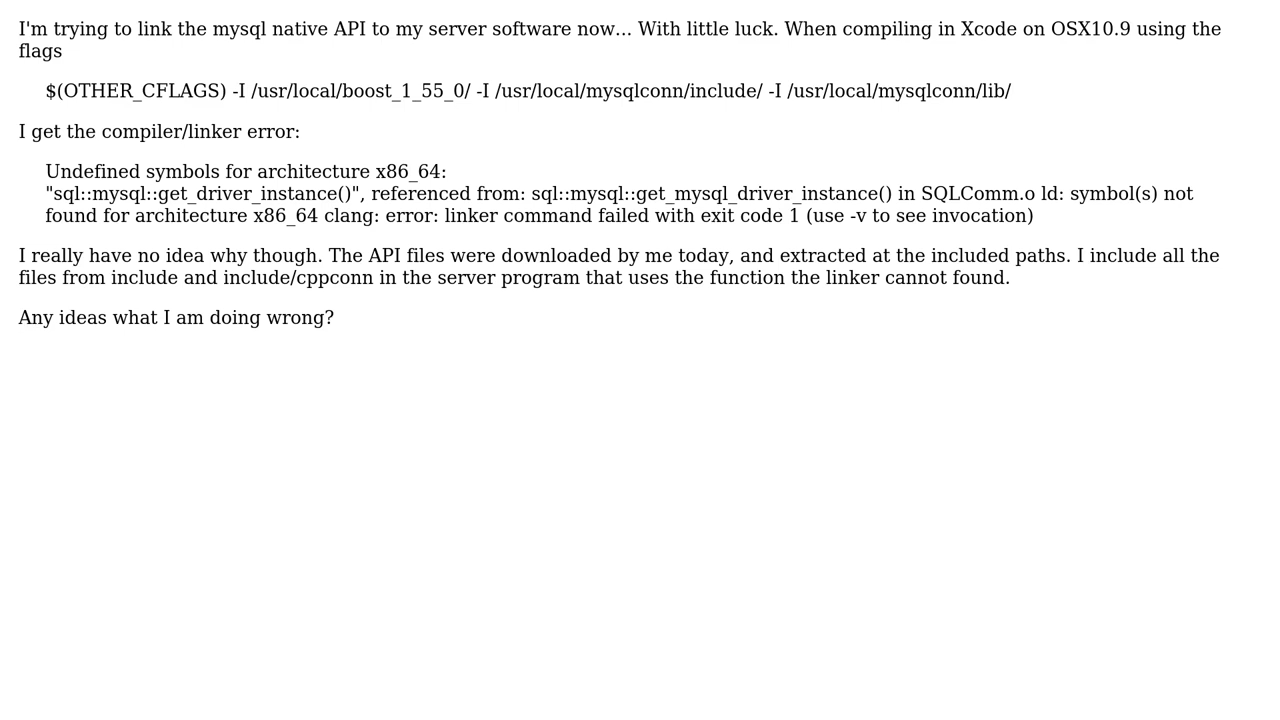 I'm trying to link the mysql native API to my server software now... With little luck. When compiling in Xcode on OSX10.9 using the
flags
$(OTHER_CFLAGS) -I /usr/local/boost_1_55_0/ -I /usr/local/mysqlconn/include/ -I /usr/local/mysqlconn/lib/
I get the compiler/linker error:
Undefined symbols for architecture x86_64:
"sql::mysql::get_driver_instance()", referenced from: sql::mysql::get_mysql_driver_instance() in SQLComm.o ld: symbol(s) not
found for architecture x86_64 clang: error: linker command failed with exit code 1 (use -v to see invocation)
I really have no idea why though. The API files were downloaded by me today, and extracted at the included paths. I include all the
files from include and include/cppconn in the server program that uses the function the linker cannot found.
Any ideas what I am doing wrong?